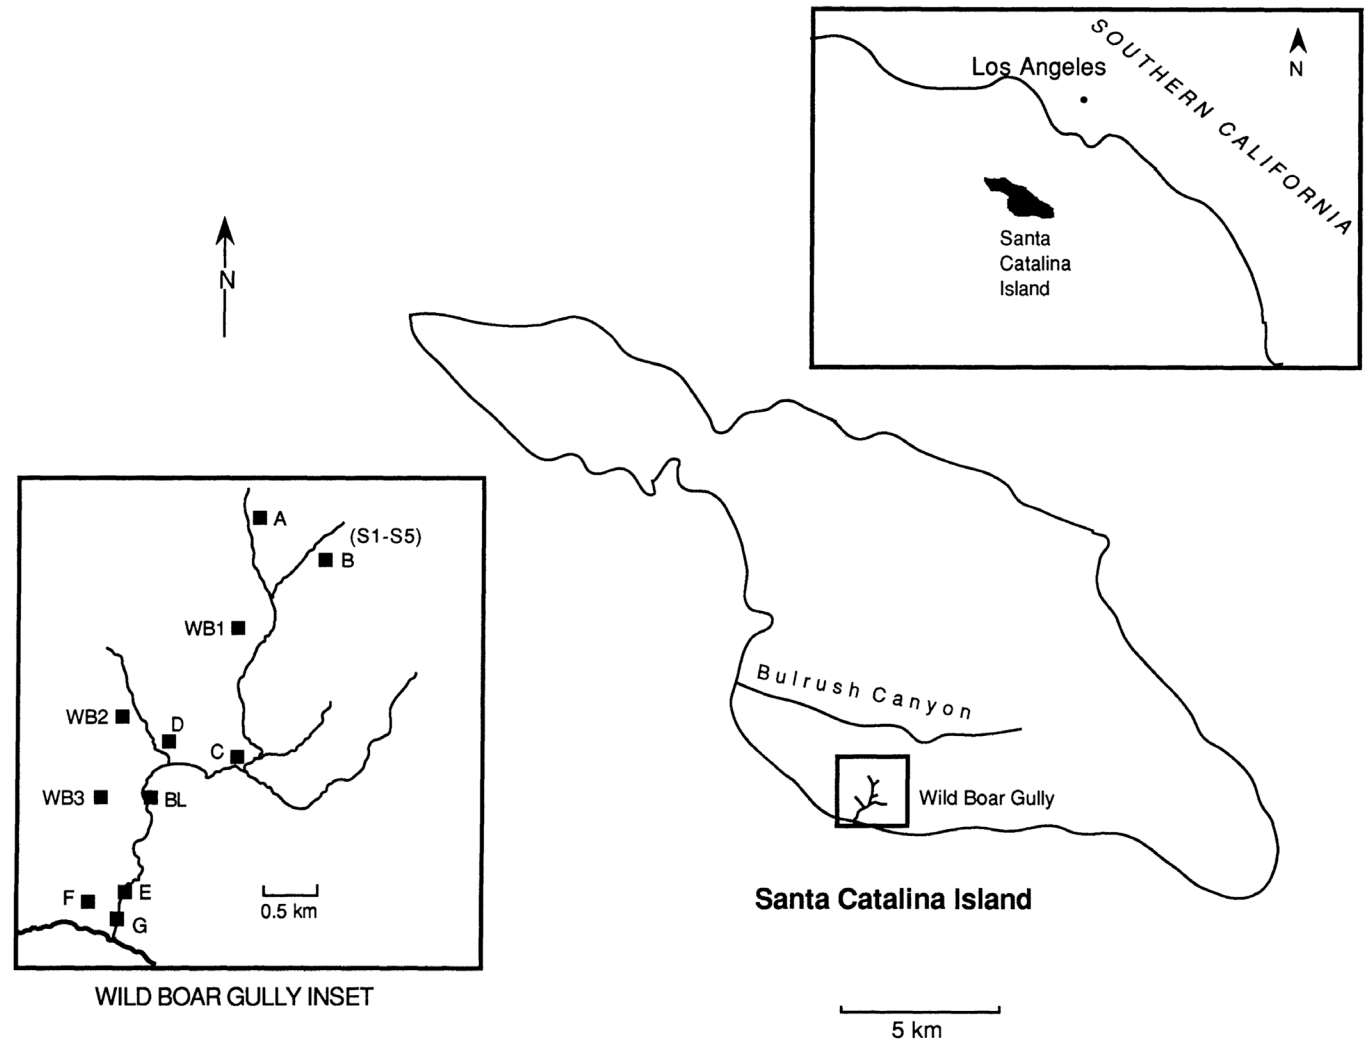 SOUTHERN CALIFORNIA
Los Angeles
N
Santa
Catalina
Island
N
A
(S1-S5)
B
WB1
WB2
D
C
WB3
BL
F
E
G
0.5 km
WILD BOAR GULLY INSET
Bulrush Canyon
Wild Boar Gully
Santa Catalina Island
5 km